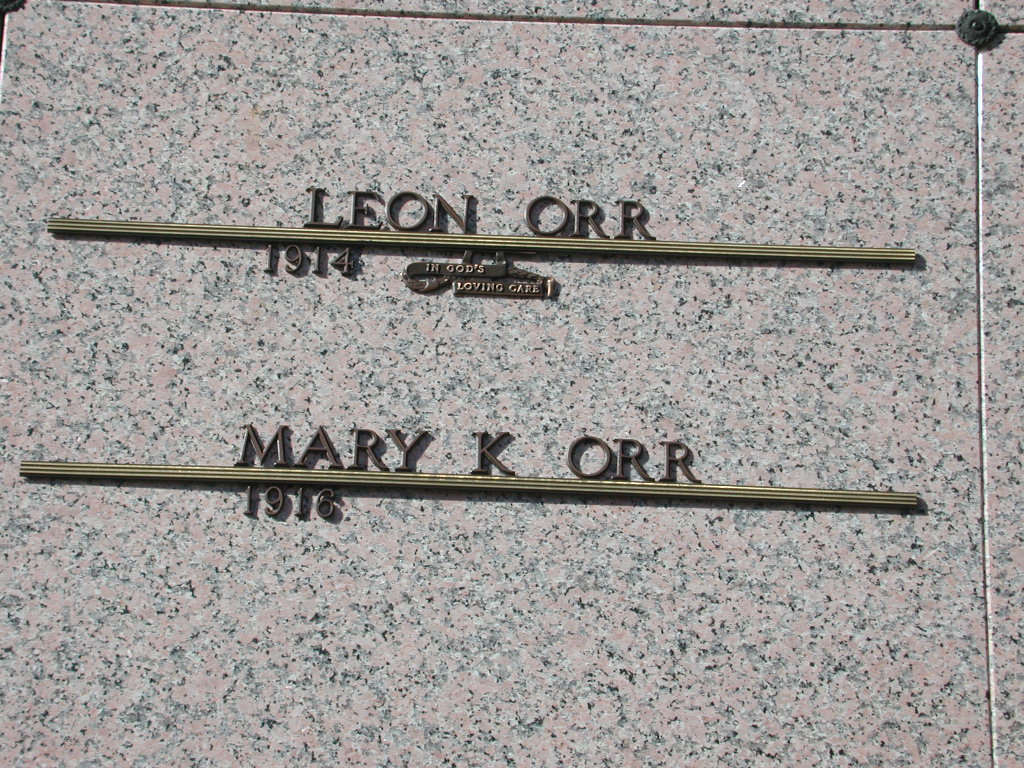 LEON ORR
1914
IN GOD'S
LOVING CARE
MARY K ORR
1916